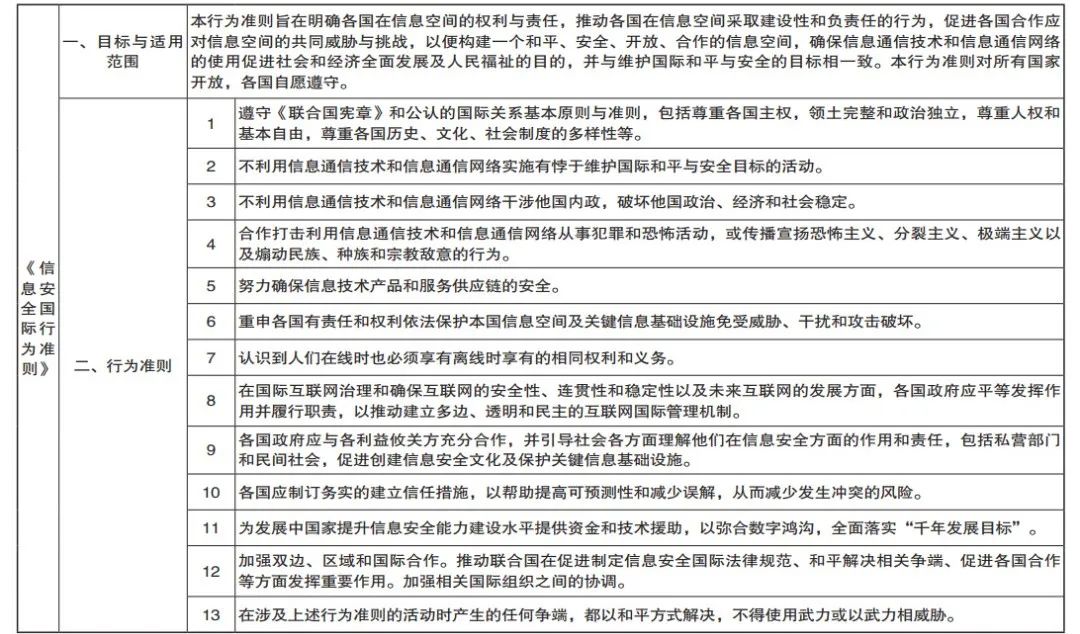 《信息安全国际行为准则》
一、目标与适用
范围
本行为准则旨在明确各国在信息空间的权利与责任，推动各国在信息空间采取建设性和负责任的行为，促进各国合作应
对信息空间的共同威胁与挑战，以便构建一个和平、安全、开放、合作的信息空间，确保信息通信技术和信息通信网络
的使用促进社会和经济全面发展及人民福祉的目的，并与维护国际和平与安全的目标相一致。本行为准则对所有国家
开放，各国自愿遵守。
二、行为准则
1
遵守《联合国宪章》和公认的国际关系基本原则与准则，包括尊重各国主权，领土完整和政治独立，尊重人权和
基本自由，尊重各国历史、文化、社会制度的多样性等。
2
不利用信息通信技术和信息通信网络实施有悖于维护国际和平与安全目标的活动。
3
不利用信息通信技术和信息通信网络干涉他国内政，破坏他国政治、经济和社会稳定。
4
合作打击利用信息通信技术和信息通信网络从事犯罪和恐怖活动，或传播宣扬恐怖主义、分裂主义、极端主义以
及煽动民族、种族和宗教敌意的行为。
5
努力确保信息技术产品和服务供应链的安全。
6
重申各国有责任和权利依法保护本国信息空间及关键信息基础设施免受威胁、干扰和攻击破坏。
7
认识到人们在线时也必须享有离线时享有的相同权利和义务。
8
在国际互联网治理和确保互联网的安全性、连贯性和稳定性以及未来互联网的发展方面，各国政府应平等发挥作
用并履行职责，以推动建立多边、透明和民主的互联网国际管理机制。
9
各国政府应与各利益攸关方充分合作，并引导社会各方面理解他们在信息安全方面的作用和责任，包括私营部门
和民间社会，促进创建信息安全文化及保护关键信息基础设施。
10
各国应制订务实的建立信任措施，以帮助提高可预测性和减少误解，从而减少发生冲突的风险。
11
为发展中国家提升信息安全能力建设水平提供资金和技术援助，以弥合数字鸿沟，全面落实“千年发展目标”。
12
加强双边、区域和国际合作。推动联合国在促进制定信息安全国际法律规范、和平解决相关争端、促进各国合作
等方面发挥重要作用。加强相关国际组织之间的协调。
13
在涉及上述行为准则的活动时产生的任何争端，都以和平方式解决，不得使用武力或以武力相威胁。